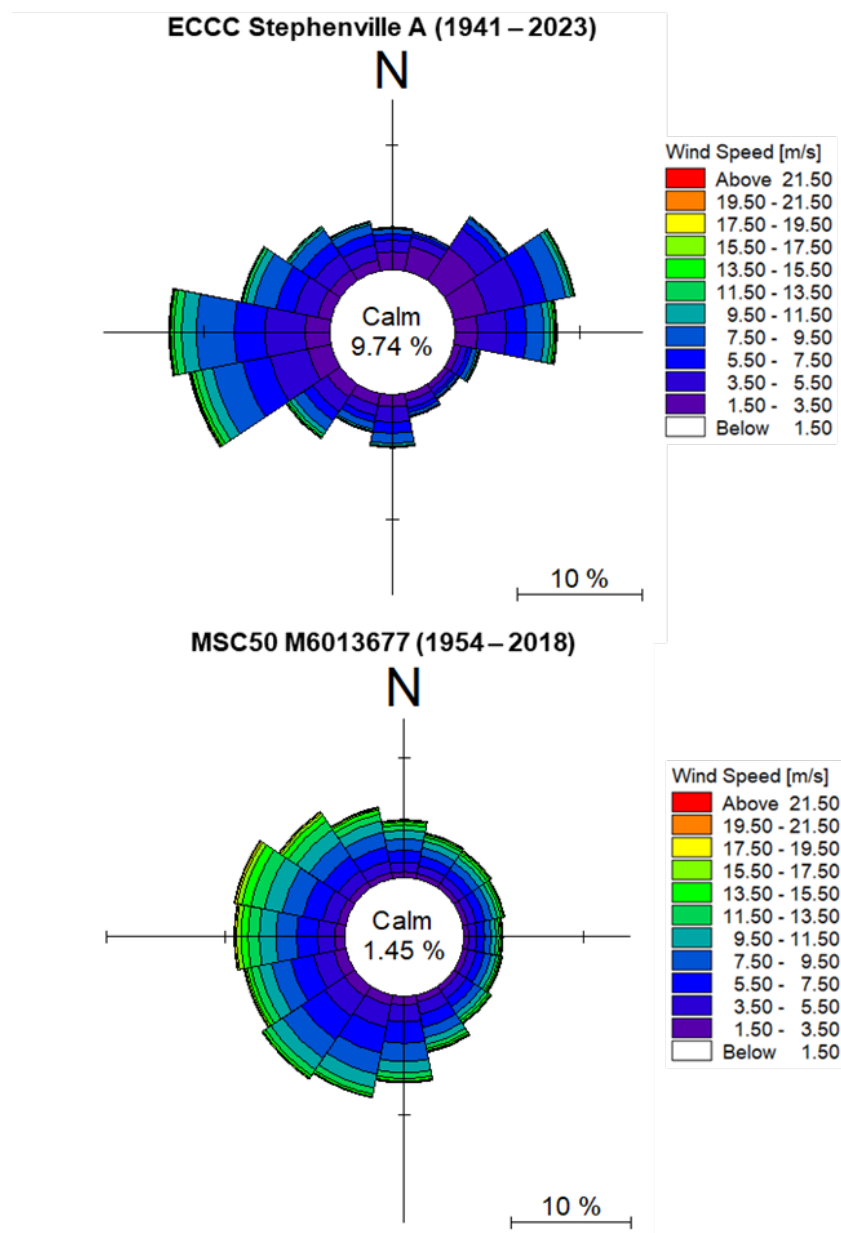 ECCC Stephenville A (1941 – 2023)
N
Wind Speed [m/s]
Above 21.50
19.50 - 21.50
17.50 - 19.50
15.50 - 17.50
13.50 - 15.50
11.50 - 13.50
9.50 - 11.50
7.50 - 9.50
5.50 - 7.50
3.50 - 5.50
1.50 - 3.50
Below 1.50
Calm
9.74 %
10 %
MSC50 M6013677 (1954 – 2018)
N
Wind Speed [m/s]
Above 21.50
19.50 - 21.50
17.50 - 19.50
15.50 - 17.50
13.50 - 15.50
11.50 - 13.50
9.50 - 11.50
7.50 - 9.50
5.50 - 7.50
3.50 - 5.50
1.50 - 3.50
Below 1.50
Calm
1.45 %
10 %